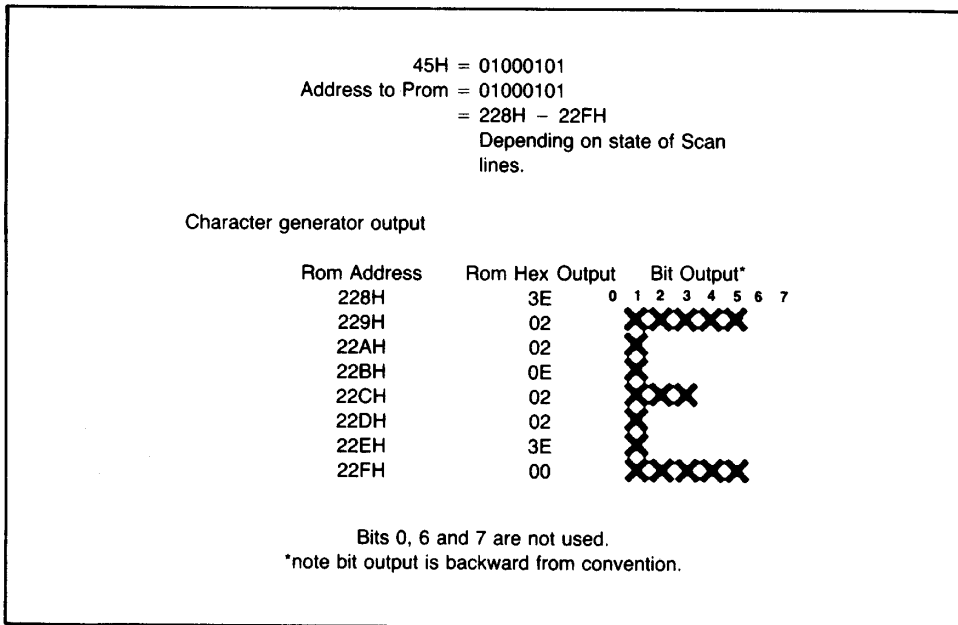 45H = 01000101
Address to Prom = 01000101
= 228H – 22FH
Depending on state of Scan
lines.
Character generator output
Rom Address Rom Hex Output Bit Output*
0 1 2 3 4 5 6 7
228H 3E
229H 02
22AH 02
22BH 0E
22CH 02
22DH 02
22EH 3E
22FH 00
Bits 0, 6 and 7 are not used.
*note bit output is backward from convention.